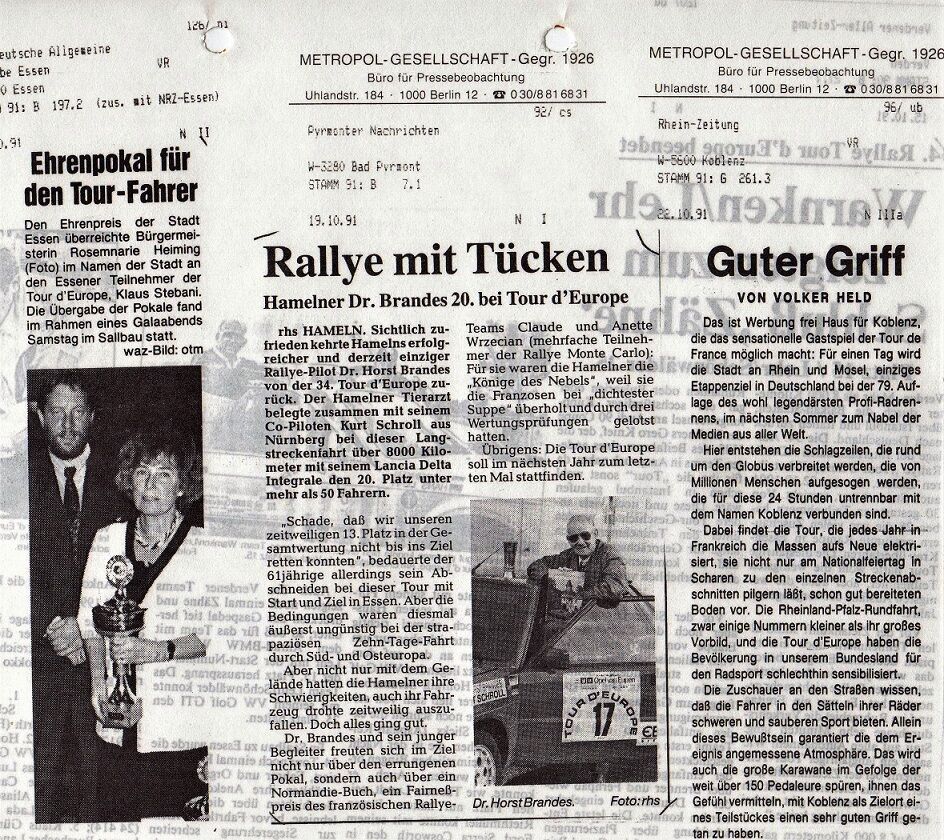 126/ n1
eutsche Allgemeine
be Essen
VR
0 Essen
91: B 197.2 (zus. mit NRZ-Essen)
0.91
N II
Ehrenpokal für
den Tour-Fahrer
Den Ehrenpreis der Stadt
Essen überreichte Bürgermei-
sterin Rosemnarie Heiming
(Foto) im Namen der Stadt an
den Essener Teilnehmer der
Tour d'Europe, Klaus Stebani.
Die Übergabe der Pokale fand
im Rahmen eines Galaabends
Samstag im Sallbau statt.
waz-Bild: otm
METROPOL-GESELLSCHAFT-Gegr. 1926
Büro für Pressebeobachtung
Uhlandstr. 184 · 1000 Berlin 12 · ☎ 030/8816831
92/ cs
Pyrmonter Nachrichten
W-3280 Bad Pyrmont
STAMM 91: B 7.1
19.10.91
N I
Rallye mit Tücken
Hamelner Dr. Brandes 20. bei Tour d'Europe
rhs HAMELN. Sichtlich zu-
frieden kehrte Hamelns erfolg-
reicher und derzeit einziger
Rallye-Pilot Dr. Horst Brandes
von der 34. Tour d'Europe zu-
rück. Der Hamelner Tierarzt
belegte zusammen mit seinem
Co-Piloten Kurt Schroll aus
Nürnberg bei dieser Lang-
streckenfahrt über 8000 Kilo-
meter mit seinem Lancia Delta
Integrale den 20. Platz unter
mehr als 50 Fahrern.
„Schade, daß wir unseren
zeitweiligen 13. Platz in der Ge-
samtwertung nicht bis ins Ziel
retten konnten", bedauerte der
61jährige allerdings sein Ab-
schneiden bei dieser Tour mit
Start und Ziel in Essen. Aber die
Bedingungen waren diesmal
äußerst ungünstig bei der stra-
paziösen Zehn-Tage-Fahrt
durch Süd- und Osteuropa.
Aber nicht nur mit dem Ge-
lände hatten die Hamelner ihre
Schwierigkeiten, auch ihr Fahr-
zeug drohte zeitweilig auszu-
fallen. Doch alles ging gut.
Dr. Brandes und sein junger
Begleiter freuten sich im Ziel
nicht nur über den errungenen
Pokal, sondern auch über ein
Normandie-Buch, ein Fairneß-
preis des französischen Rallye-
Teams Claude und Anette
Wrzecian (mehrfache Teilneh-
mer der Rallye Monte Carlo):
Für sie waren die Hamelner die
„Könige des Nebels", weil sie
die Franzosen bei „dichtester
Suppe" überholt und durch drei
Wertungsprüfungen gelotst
hatten.
Übrigens: Die Tour d'Europe
soll im nächsten Jahr zum letz-
ten Mal stattfinden.
SCHROLL
TOUR D'EUROPE
17
Dr. Horst Brandes.
Foto: rhs
METROPOL-GESELLSCHAFT-Gegr. 1926
Büro für Pressebeobachtung
Uhlandstr. 184 · 1000 Berlin 12 · ☎ 030/8816831
96/ ub
Rhein-Zeitung
VR
W-5600 Koblenz
STAMM 91: G 261.3
22.10.91
N IIIa
Guter Griff
VON VOLKER HELD
Das ist Werbung frei Haus für Koblenz,
die das sensationelle Gastspiel der Tour de
France möglich macht: Für einen Tag wird
die Stadt an Rhein und Mosel, einziges
Etappenziel in Deutschland bei der 79. Auf-
lage des wohl legendärsten Profi-Radren-
nens, im nächsten Sommer zum Nabel der
Medien aus aller Welt.
Hier entstehen die Schlagzeilen, die rund
um den Globus verbreitet werden, die von
Millionen Menschen aufgesogen werden,
die für diese 24 Stunden untrennbar mit
dem Namen Koblenz verbunden sind.
Dabei findet die Tour, die jedes Jahr in
Frankreich die Massen aufs Neue elektri-
siert, sie nicht nur am Nationalfeiertag in
Scharen zu den einzelnen Streckenab-
schnitten pilgern läßt, schon gut bereiteten
Boden vor. Die Rheinland-Pfalz-Rundfahrt,
zwar einige Nummern kleiner als ihr großes
Vorbild, und die Tour d'Europe haben die
Bevölkerung in unserem Bundesland für
den Radsport schlechthin sensibilisiert.
Die Zuschauer an den Straßen wissen,
daß die Fahrer in den Sätteln ihrer Räder
schweren und sauberen Sport bieten. Allein
dieses Bewußtsein garantiert die dem Er-
eignis angemessene Atmosphäre. Das wird
auch die große Karawane im Gefolge der
weit über 150 Pedaleure spüren, ihnen das
Gefühl vermitteln, mit Koblenz als Zielort ei-
nes Teilstückes einen sehr guten Griff ge-
tan zu haben.